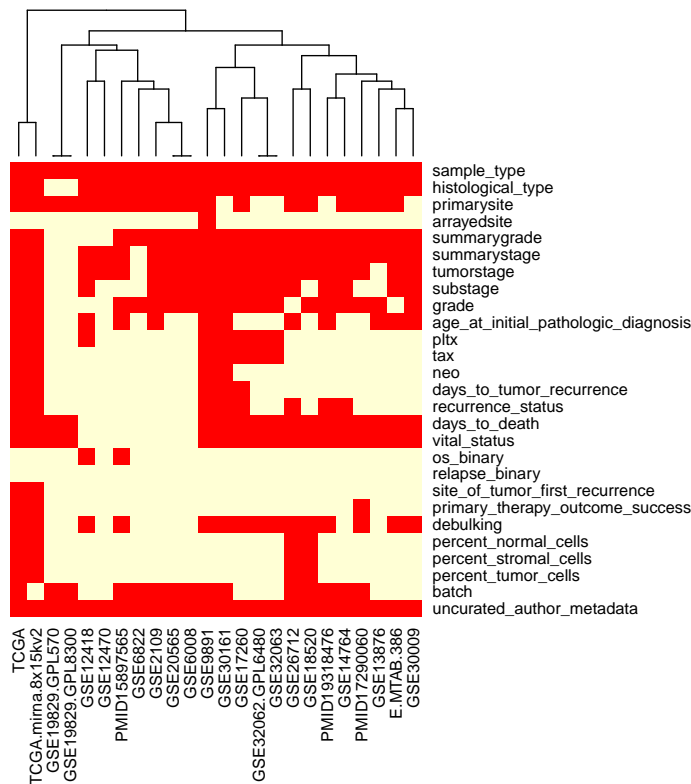 sample_type
histological_type
primarysite
arrayedsite
summarygrade
summarystage
tumorstage
substage
grade
age_at_initial_pathologic_diagnosis
pltx
tax
neo
days_to_tumor_recurrence
recurrence_status
days_to_death
vital_status
os_binary
relapse_binary
site_of_tumor_first_recurrence
primary_therapy_outcome_success
debulking
percent_normal_cells
percent_stromal_cells
percent_tumor_cells
batch
uncurated_author_metadata
TCGA
TCGA.mirna.8x15kv2
GSE19829.GPL570
GSE19829.GPL8300
GSE12418
GSE12470
PMID15897565
GSE6822
GSE2109
GSE20565
GSE6008
GSE9891
GSE30161
GSE17260
GSE32062.GPL6480
GSE32063
GSE26712
GSE18520
PMID19318476
GSE14764
PMID17290060
GSE13876
E.MTAB.386
GSE30009